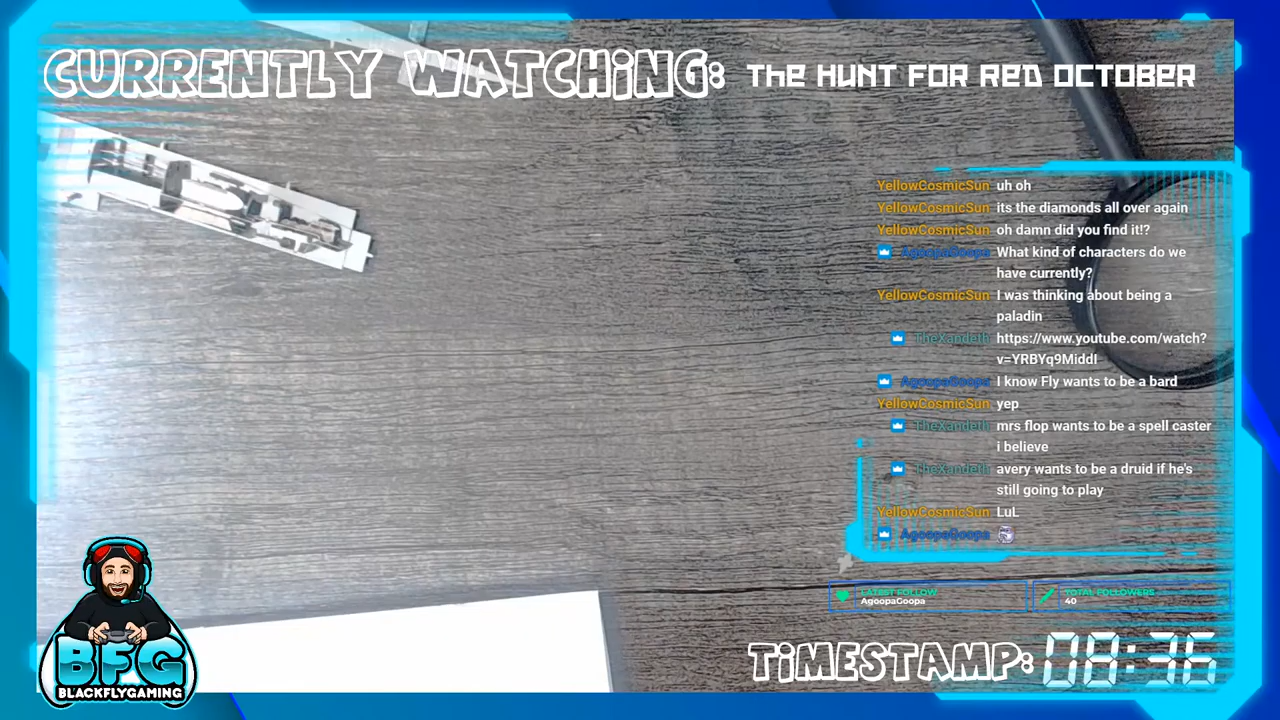 CURRENTLY WATCHING: THE HUNT FOR RED OCTOBER
YellowCosmicSun uh oh
YellowCosmicSun its the diamonds all over again
YellowCosmicSun oh damn did you find it!?
AgoopaGoopa What kind of characters do we
have currently?
YellowCosmicSun I was thinking about being a
paladin
TheXandeth https://www.youtube.com/watch?
v=YRBYq9MiddI
AgoopaGoopa I know Fly wants to be a bard
YellowCosmicSun yep
TheXandeth mrs flop wants to be a spell caster
i believe
TheXandeth avery wants to be a druid if he's
still going to play
YellowCosmicSun LuL
AgoopaGoopa
LATEST FOLLOW
AgoopaGoopa
TOTAL FOLLOWERS
40
TIMESTAMP: 08:36
BFG
BLACKFLYGAMING